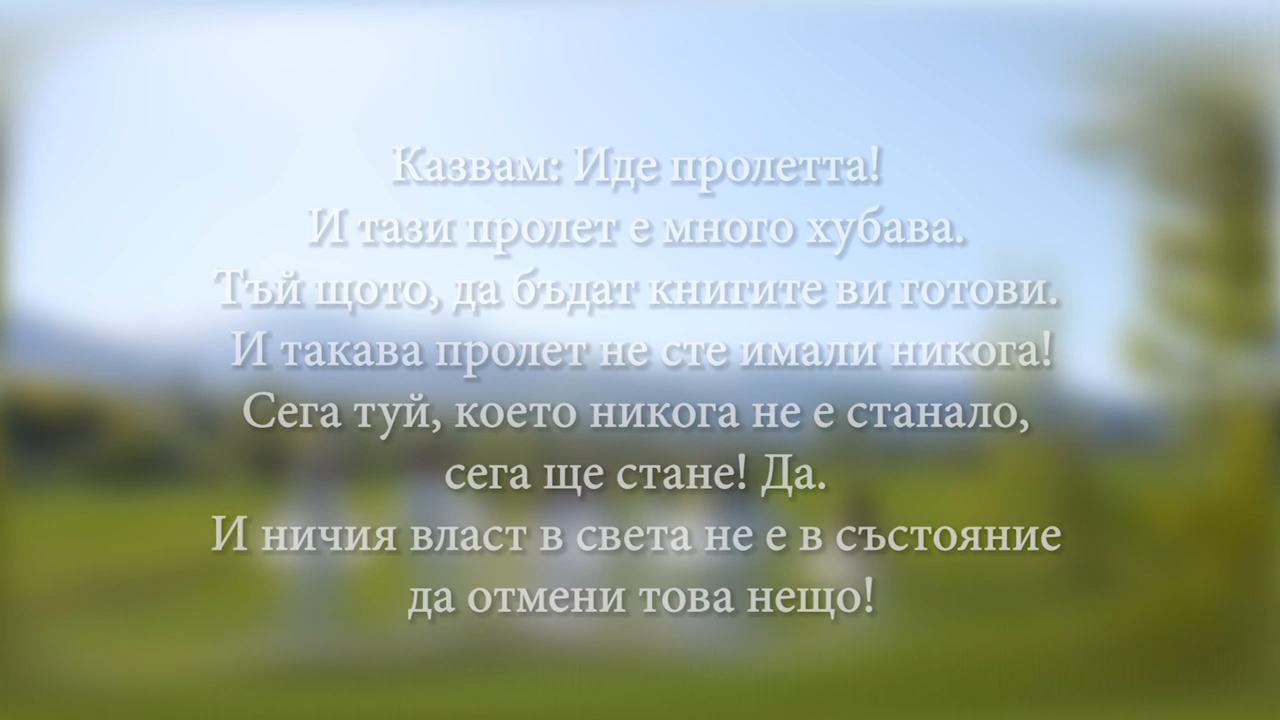 Казвам: Иде пролетта!
И тази пролет е много хубава.
Тъй щото, да бъдат книгите ви готови.
И такава пролет не сте имали никога!
Сега туй, което никога не е станало,
сега ще стане! Да.
И ничия власт в света не е в състояние
да отмени това нещо!